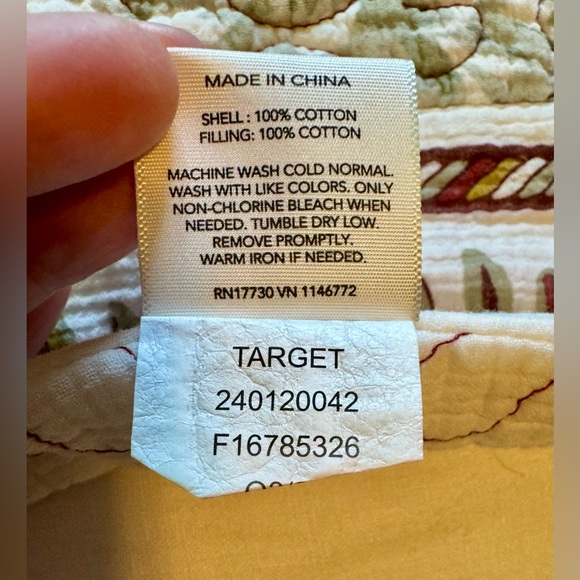 MADE IN CHINA
SHELL : 100% COTTON
FILLING: 100% COTTON
MACHINE WASH COLD NORMAL.
WASH WITH LIKE COLORS. ONLY
NON-CHLORINE BLEACH WHEN
NEEDED. TUMBLE DRY LOW.
REMOVE PROMPTLY.
WARM IRON IF NEEDED.
RN17730 VN 1146772
TARGET
240120042
F16785326